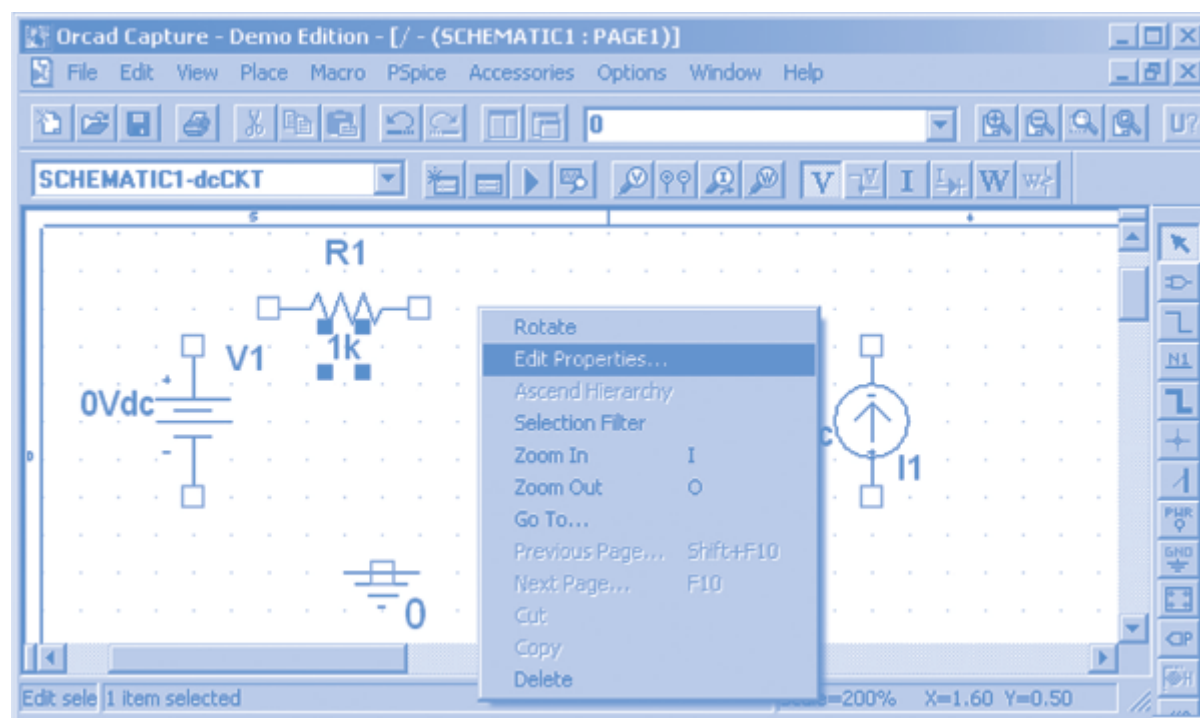 Orcad Capture - Demo Edition - [/ - (SCHEMATIC1 : PAGE1)]
File Edit View Place Macro PSpice Accessories Options Window Help
0
U?
SCHEMATIC1-dcCKT
V I W
5 4
R1
1k
V1
0Vdc
+
-
D
0
Rotate
Edit Properties...
Ascend Hierarchy
Selection Filter
Zoom In I
Zoom Out O
Go To...
Previous Page... Shift+F10
Next Page... F10
Cut
Copy
Delete
c
I1
N1
PWR
GND
Edit sele 1 item selected
=200% X=1.60 Y=0.50